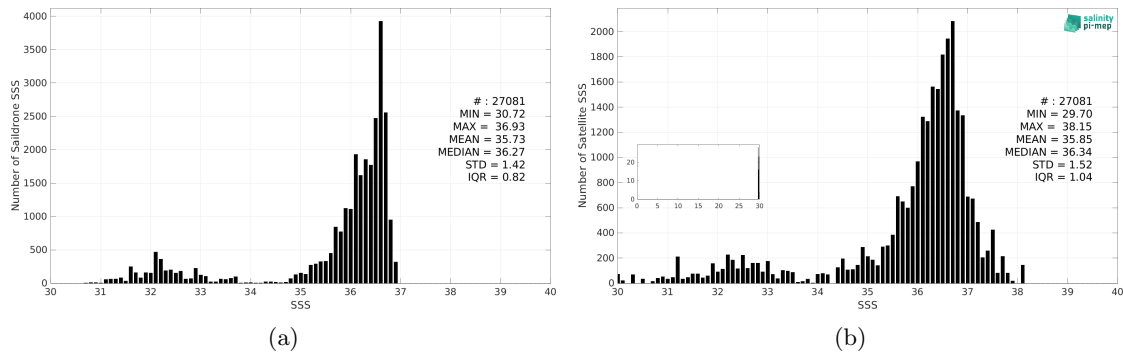 4000
3500
3000
2500
2000
1500
1000
500
0
30 31 32 33 34 35 36 37 38 39 40
Number of Saildrone SSS
SSS
# : 27081
MIN = 30.72
MAX = 36.93
MEAN = 35.73
MEDIAN = 36.27
STD = 1.42
IQR = 0.82
(a)
salinity
pi-mep
2000
1800
1600
1400
1200
1000
800
600
400
200
0
30 31 32 33 34 35 36 37 38 39 40
Number of Satellite SSS
SSS
# : 27081
MIN = 29.70
MAX = 38.15
MEAN = 35.85
MEDIAN = 36.34
STD = 1.52
IQR = 1.04
20
10
0
0 5 10 15 20 25 30
(b)